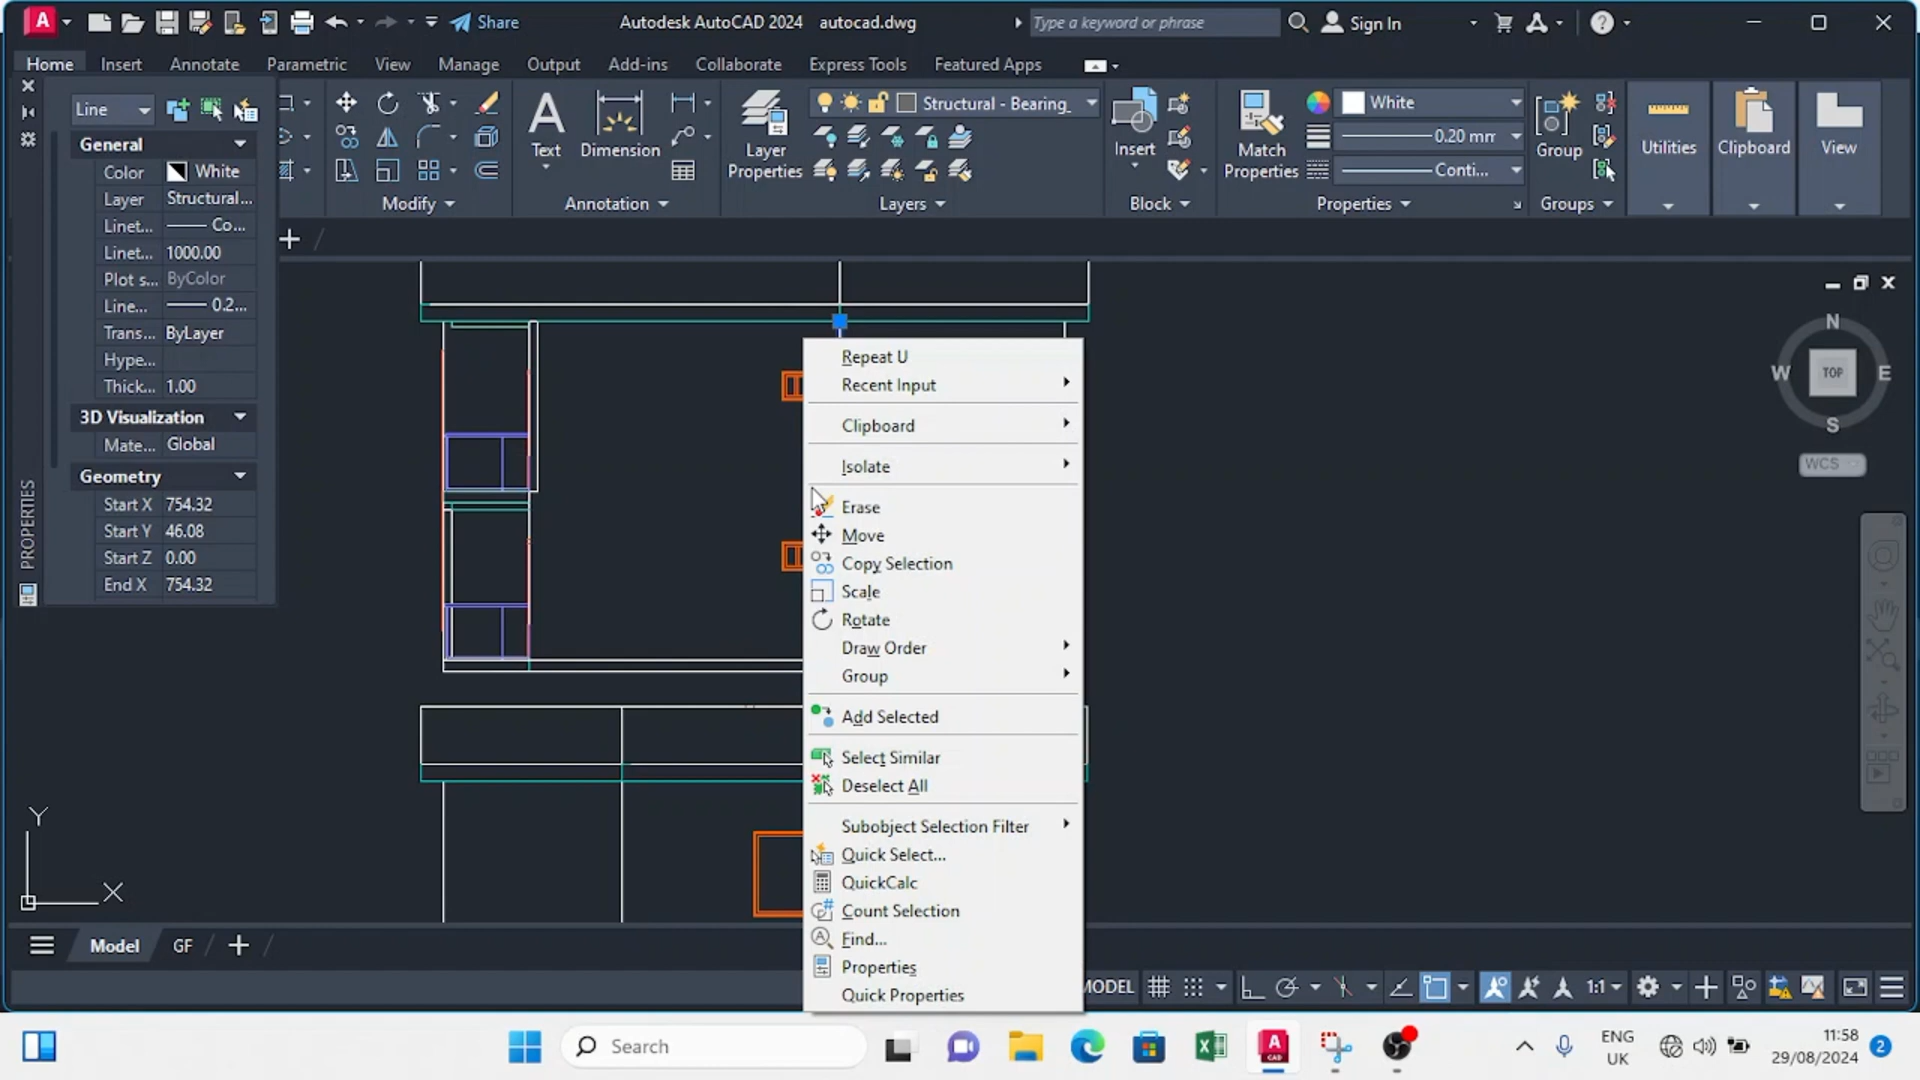 Share
Autodesk AutoCAD 2024 autocad.dwg
Type a keyword or phrase
Sign In
Home Insert Annotate Parametric View Manage Output Add-ins Collaborate Express Tools Featured Apps
Line
General
Color White
Layer Structural...
Linet... Co...
Linet... 1000.00
Plot s... ByColor
Line... 0.2...
Trans... ByLayer
Hype...
Thick... 1.00
3D Visualization
Mate... Global
Geometry
Start X 754.32
Start Y 46.08
Start Z 0.00
End X 754.32
PROPERTIES
Modify
Text
Dimension
Annotation
Layer
Properties
Structural - Bearing_
Layers
Insert
Block
Match
Properties
White
0.20 mm
Conti...
Properties
Group
Groups
Utilities
Clipboard
View
N
W TOP E
S
WCS
Repeat U
Recent Input
Clipboard
Isolate
Erase
Move
Copy Selection
Scale
Rotate
Draw Order
Group
Add Selected
Select Similar
Deselect All
Subobject Selection Filter
Quick Select...
QuickCalc
Count Selection
Find...
Properties
Quick Properties
Y
X
Model GF
MODEL
1:1
Search
A
CAD
ENG
UK
11:58
29/08/2024
2